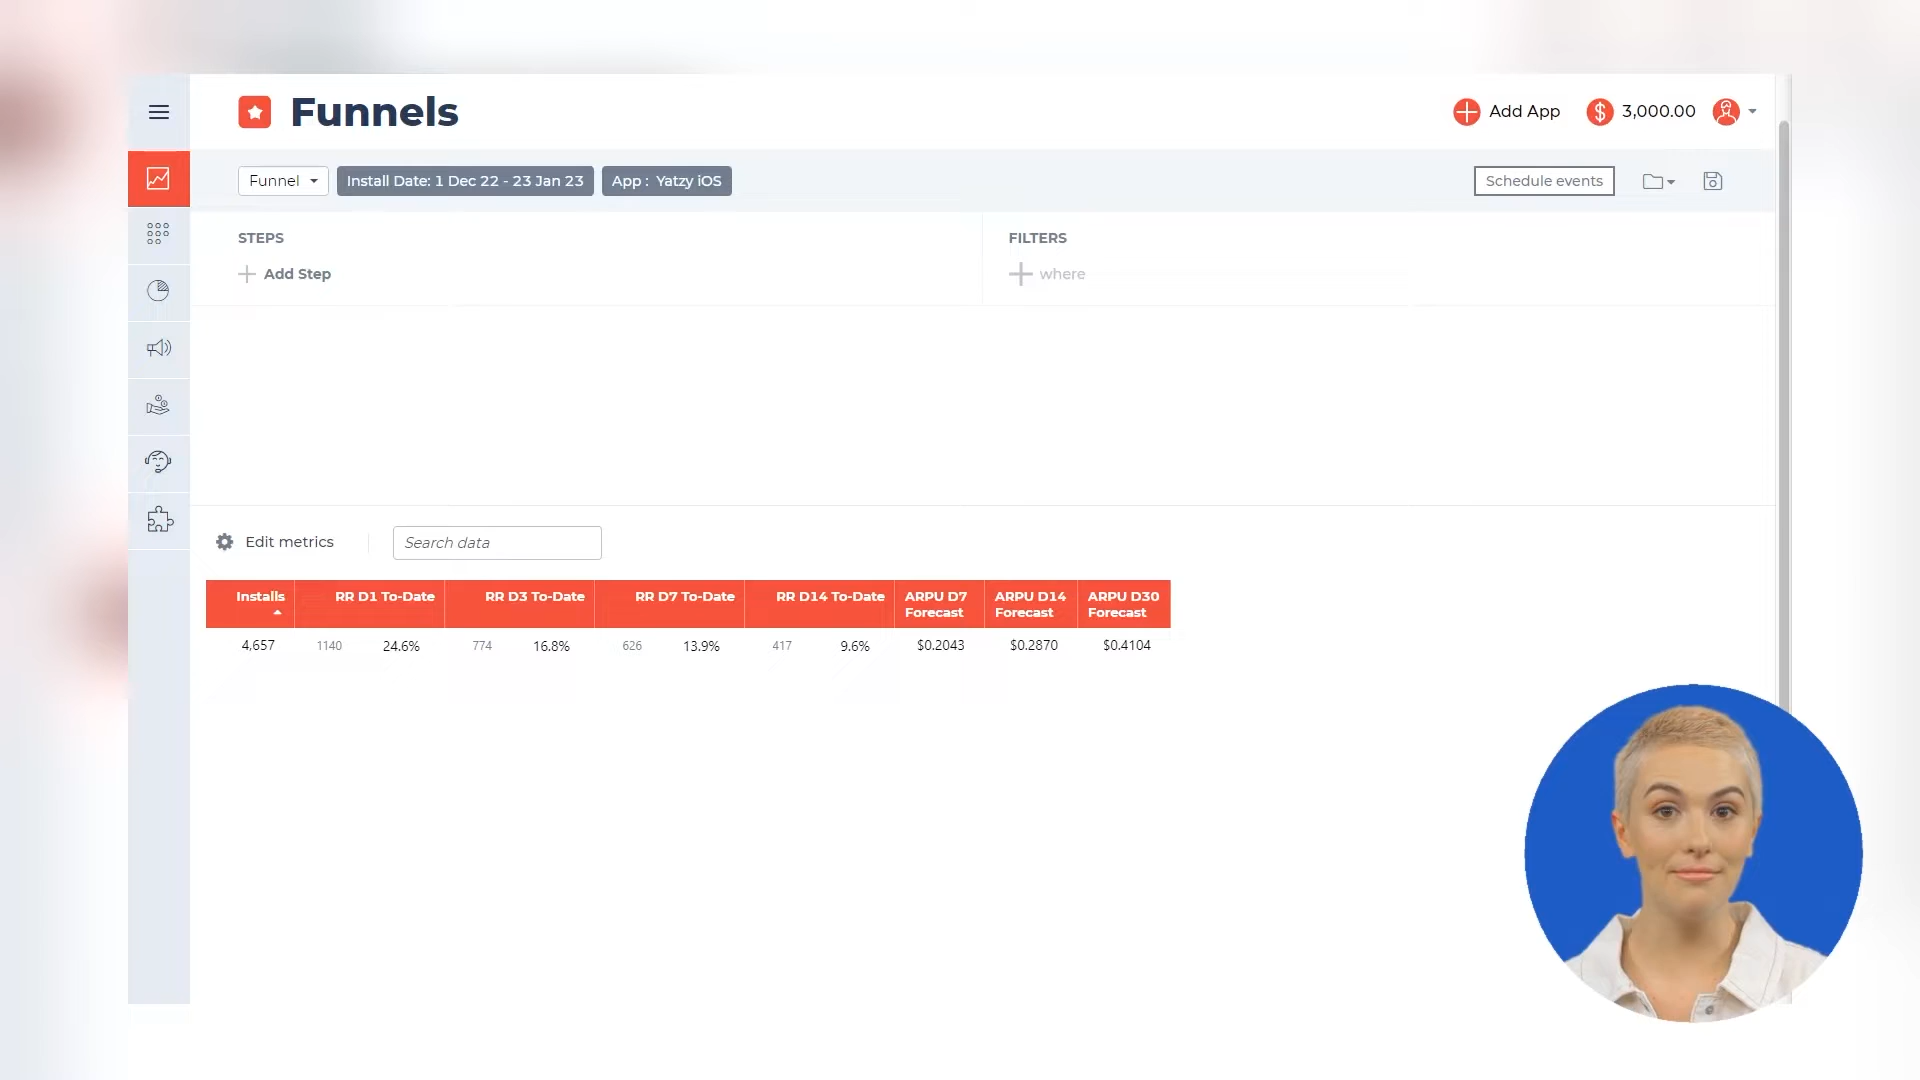 Funnels
Add App
$ 3,000.00
Funnel
Install Date: 1 Dec 22 - 23 Jan 23
App : Yatzy iOS
Schedule events
STEPS
Add Step
FILTERS
where
Edit metrics
Search data
Installs RR D1 To-Date RR D3 To-Date RR D7 To-Date RR D14 To-Date ARPU D7 ARPU D14 ARPU D30
Forecast Forecast Forecast
4,657 1140 24.6% 774 16.8% 626 13.9% 417 9.6% $0.2043 $0.2870 $0.4104